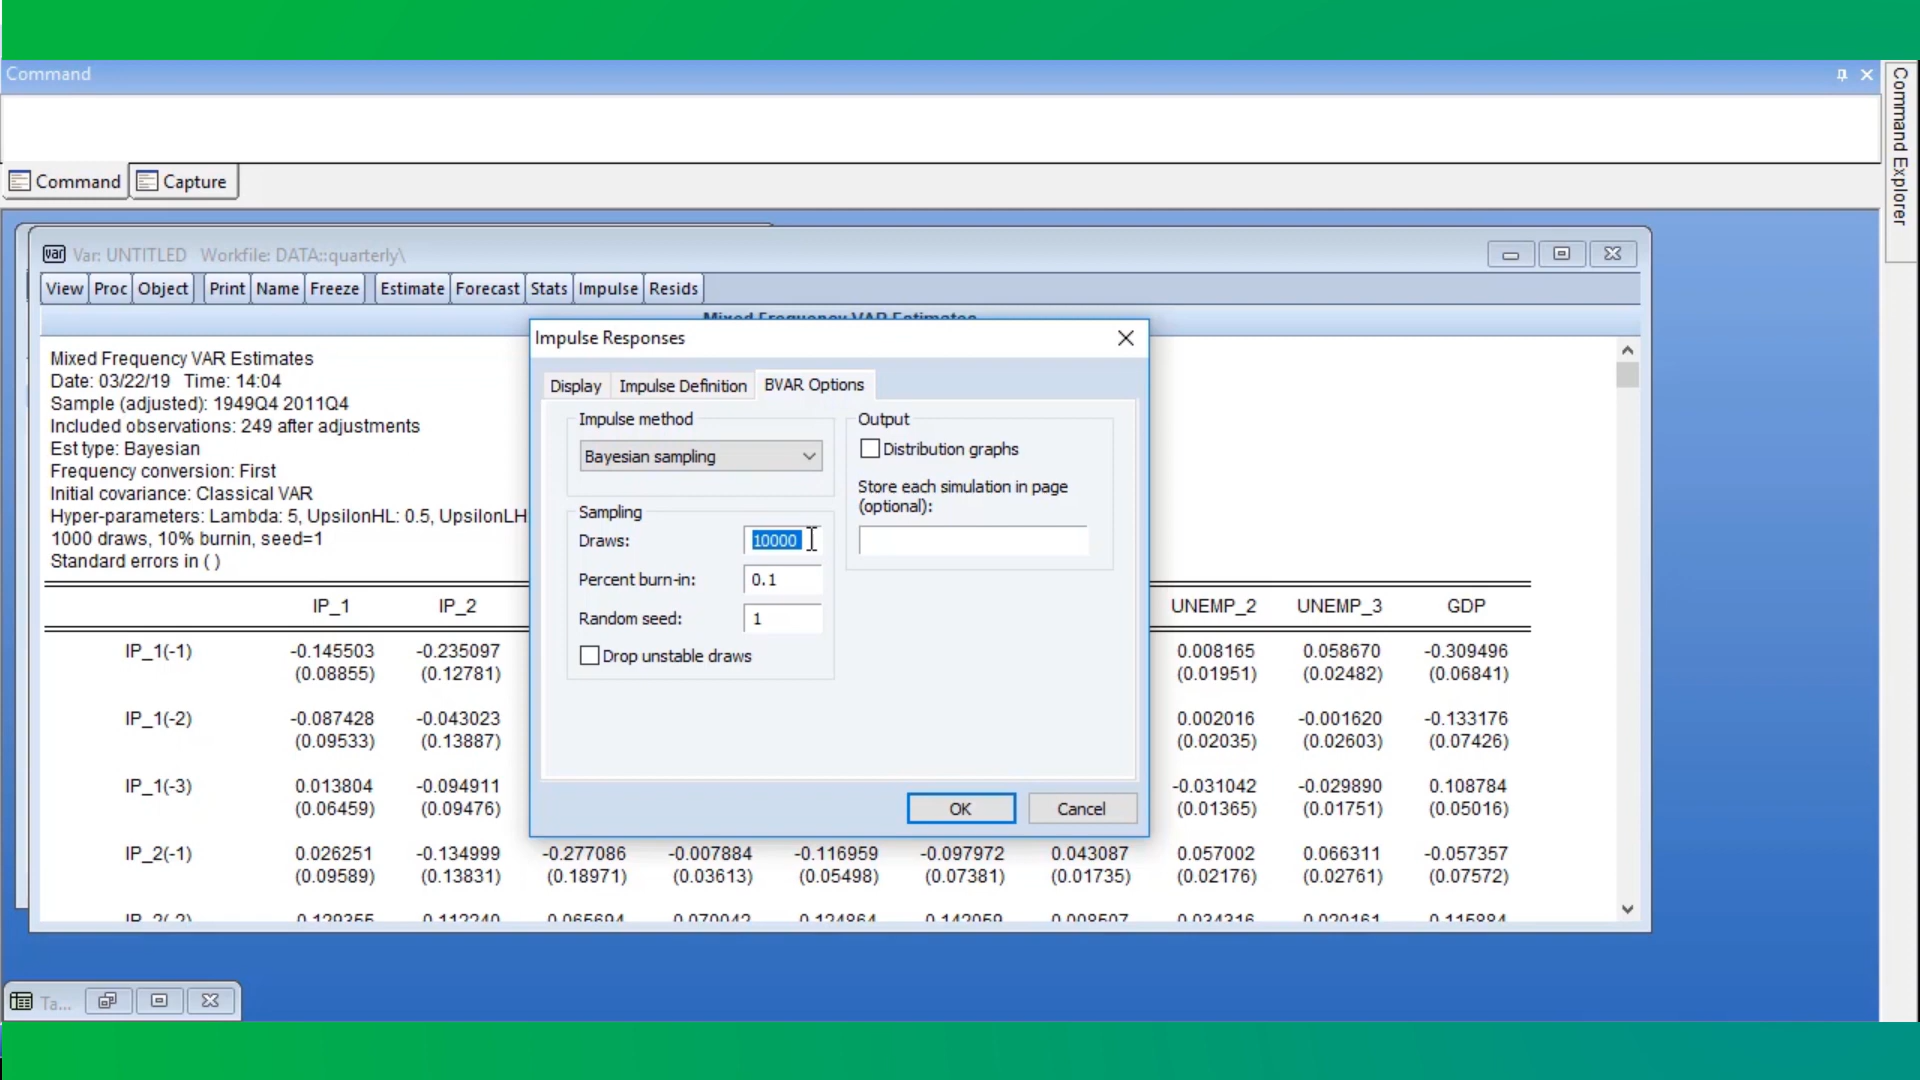 Command
Command Explorer
Command Capture
Var: UNTITLED Workfile: DATA::quarterly\
View Proc Object Print Name Freeze Estimate Forecast Stats Impulse Resids
Mixed Frequency VAR Estimates
Mixed Frequency VAR Estimates
Date: 03/22/19 Time: 14:04
Sample (adjusted): 1949Q4 2011Q4
Included observations: 249 after adjustments
Est type: Bayesian
Frequency conversion: First
Initial covariance: Classical VAR
Hyper-parameters: Lambda: 5, UpsilonHL: 0.5, UpsilonLH
1000 draws, 10% burnin, seed=1
Standard errors in ( )
Impulse Responses
Display Impulse Definition BVAR Options
Impulse method
Bayesian sampling
Sampling
Draws: 10000
Percent burn-in: 0.1
Random seed: 1
Drop unstable draws
Output
Distribution graphs
Store each simulation in page
(optional):
OK Cancel
IP_1 IP_2 UNEMP_2 UNEMP_3 GDP
IP_1(-1) -0.145503 -0.235097 0.008165 0.058670 -0.309496
(0.08855) (0.12781) (0.01951) (0.02482) (0.06841)
IP_1(-2) -0.087428 -0.043023 0.002016 -0.001620 -0.133176
(0.09533) (0.13887) (0.02035) (0.02603) (0.07426)
IP_1(-3) 0.013804 -0.094911 -0.031042 -0.029890 0.108784
(0.06459) (0.09476) (0.01365) (0.01751) (0.05016)
IP_2(-1) 0.026251 -0.134999 -0.277086 -0.007884 -0.116959 -0.097972 0.043087 0.057002 0.066311 -0.057357
(0.09589) (0.13831) (0.18971) (0.03613) (0.05498) (0.07381) (0.01735) (0.02176) (0.02761) (0.07572)
Ta...